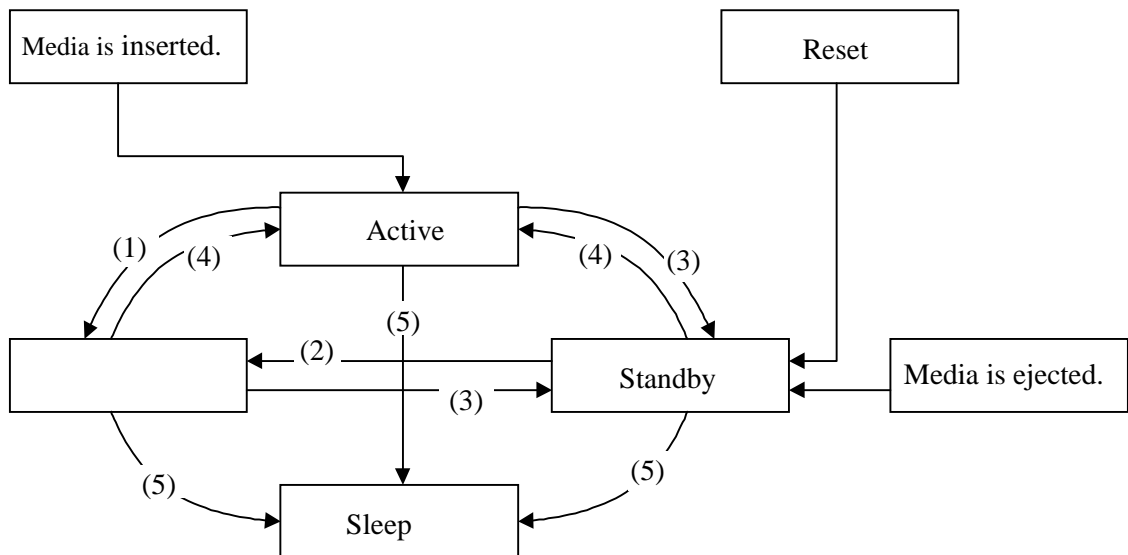 Media is inserted.
Reset
Active
(1)
(4)
(4)
(3)
(5)
(2)
Standby
Media is ejected.
(3)
(5)
(5)
Sleep